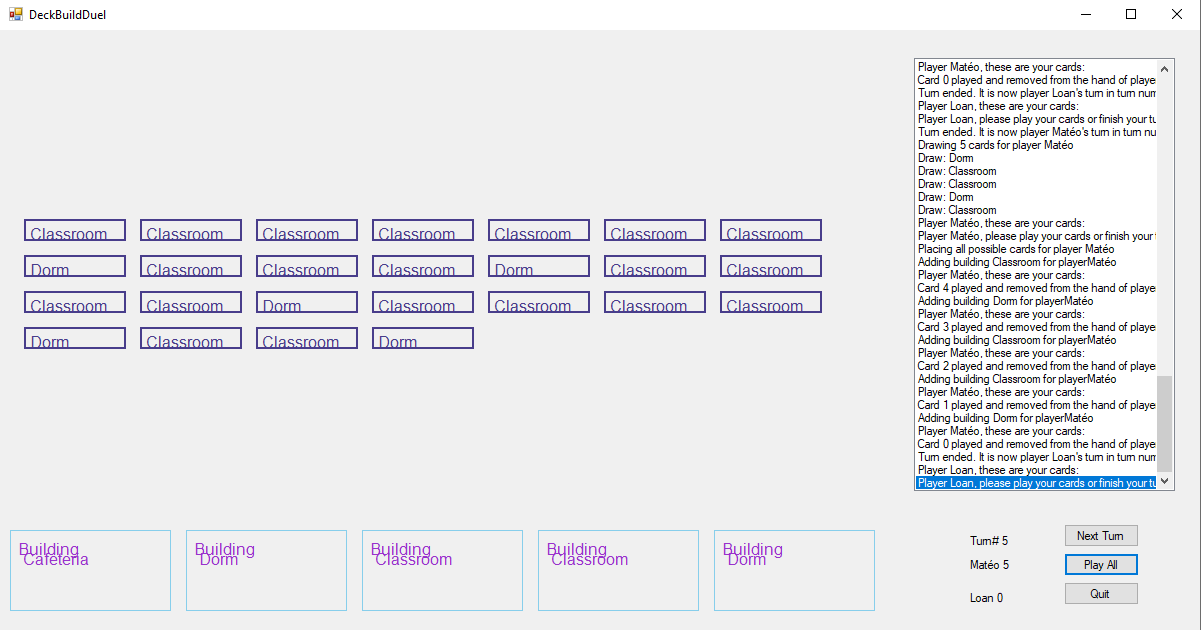 DeckBuildDuel
Classroom Classroom Classroom Classroom Classroom Classroom Classroom
Dorm Classroom Classroom Classroom Dorm Classroom Classroom
Classroom Classroom Dorm Classroom Classroom Classroom Classroom
Dorm Classroom Classroom Dorm
Player Matéo, these are your cards:
Card 0 played and removed from the hand of playe
Turn ended. It is now player Loan's turn in turn num
Player Loan, these are your cards:
Player Loan, please play your cards or finish your tu
Turn ended. It is now player Matéo's turn in turn nu
Drawing 5 cards for player Matéo
Draw: Dorm
Draw: Classroom
Draw: Classroom
Draw: Dorm
Draw: Classroom
Player Matéo, these are your cards:
Player Matéo, please play your cards or finish your
Placing all possible cards for player Matéo
Adding building Classroom for playerMatéo
Player Matéo, these are your cards:
Card 4 played and removed from the hand of playe
Adding building Dorm for playerMatéo
Player Matéo, these are your cards:
Card 3 played and removed from the hand of playe
Adding building Classroom for playerMatéo
Player Matéo, these are your cards:
Card 2 played and removed from the hand of playe
Adding building Classroom for playerMatéo
Player Matéo, these are your cards:
Card 1 played and removed from the hand of playe
Adding building Dorm for playerMatéo
Player Matéo, these are your cards:
Card 0 played and removed from the hand of playe
Turn ended. It is now player Loan's turn in turn num
Player Loan, these are your cards:
Player Loan, please play your cards or finish your tu
Building Building Building Building Building
Cafeteria Dorm Classroom Classroom Dorm
Turn# 5
Matéo 5
Loan 0
Next Turn
Play All
Quit